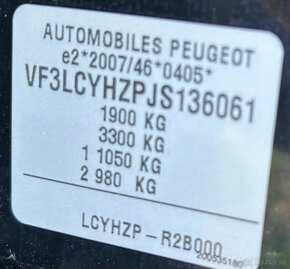 AUTOMOBILES PEUGEOT
e2*2007/46*0405*
VF3LCYHZPJS136061
1900 KG
3300 KG
1 1050 KG
2 980 KG
LCYHZP-R2B000
200535180